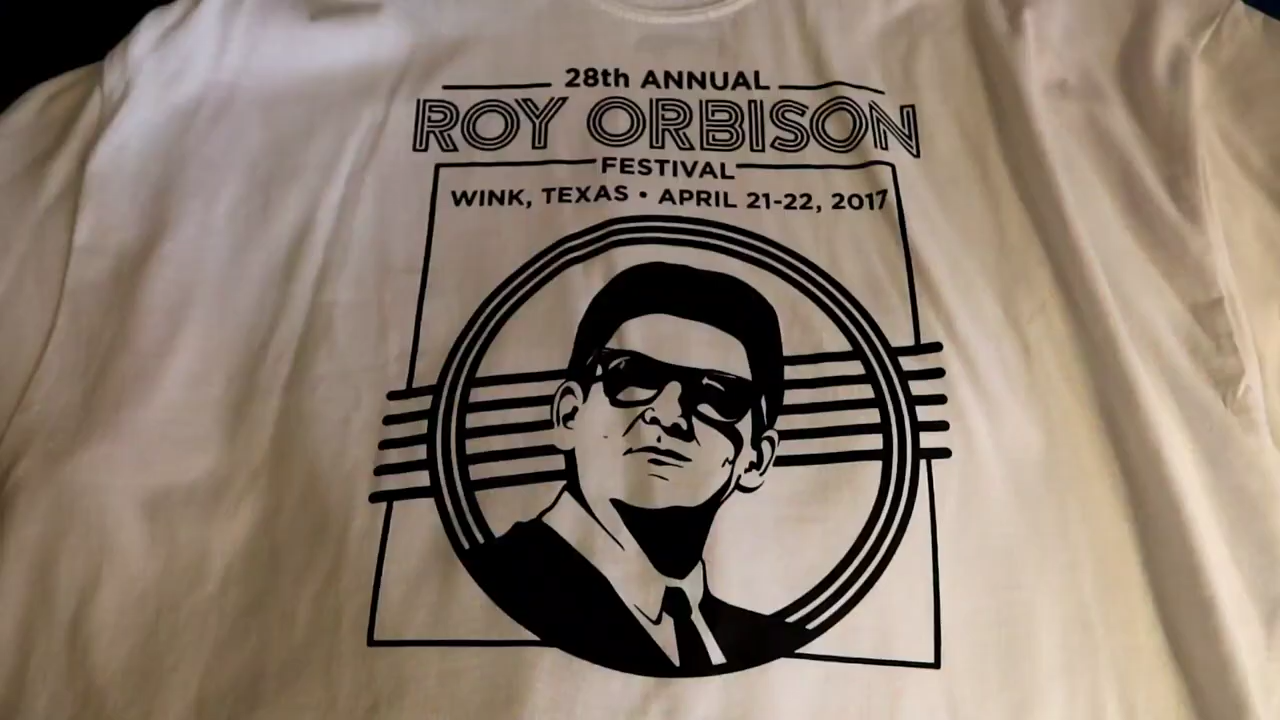 28th ANNUAL
ROY ORBISON
FESTIVAL
WINK, TEXAS • APRIL 21-22, 2017